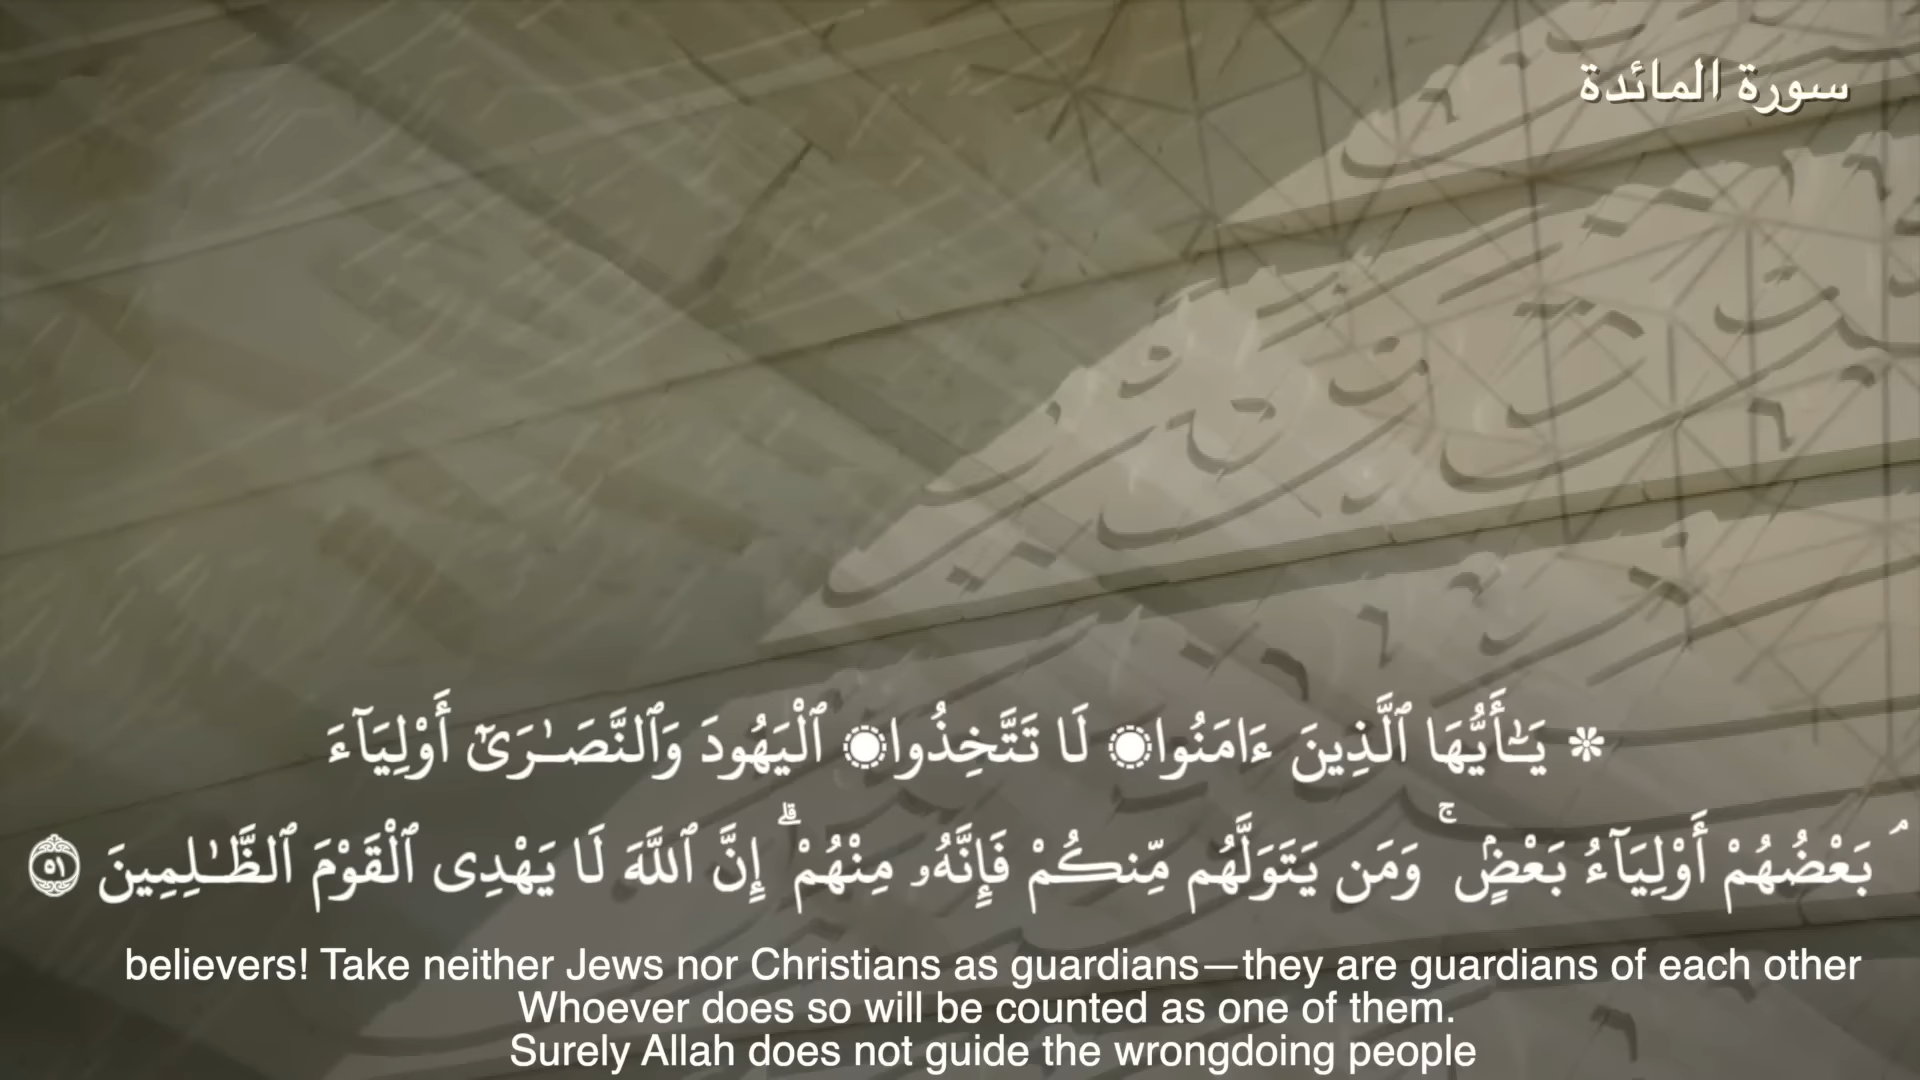 سورة المائدة
۞ يَـٰٓأَيُّهَا ٱلَّذِينَ ءَامَنُوا۟ لَا تَتَّخِذُوا۟ ٱلْيَهُودَ وَٱلنَّصَـٰرَىٰٓ أَوْلِيَآءَ
ۘ بَعْضُهُمْ أَوْلِيَآءُ بَعْضٍۢ ۚ وَمَن يَتَوَلَّهُم مِّنكُمْ فَإِنَّهُۥ مِنْهُمْ ۗ إِنَّ ٱللَّهَ لَا يَهْدِى ٱلْقَوْمَ ٱلظَّـٰلِمِينَ ٥١
believers! Take neither Jews nor Christians as guardians—they are guardians of each other
Whoever does so will be counted as one of them.
Surely Allah does not guide the wrongdoing people